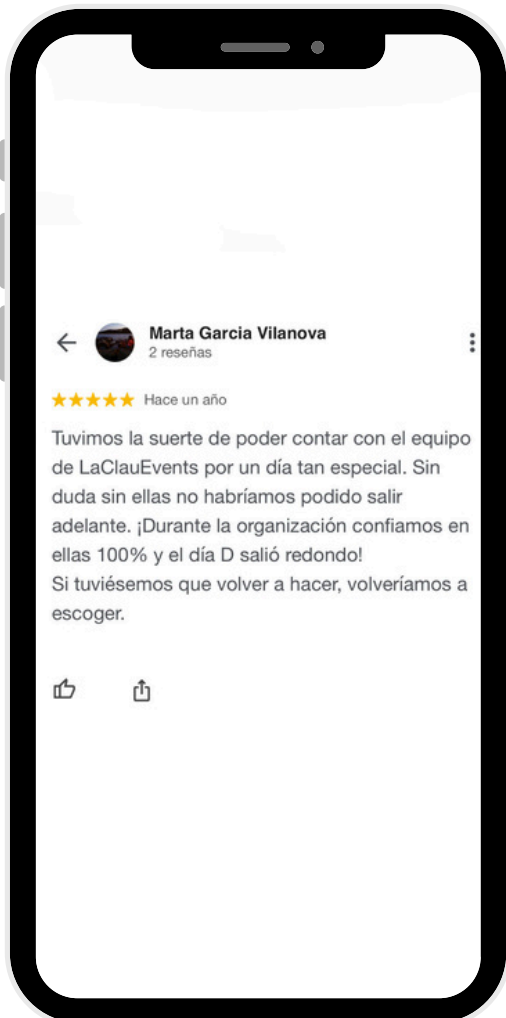 Marta Garcia Vilanova
2 reseñas
Hace un año
Tuvimos la suerte de poder contar con el equipo
de LaClauEvents por un día tan especial. Sin
duda sin ellas no habríamos podido salir
adelante. ¡Durante la organización confiamos en
ellas 100% y el día D salió redondo!
Si tuviésemos que volver a hacer, volveríamos a
escoger.